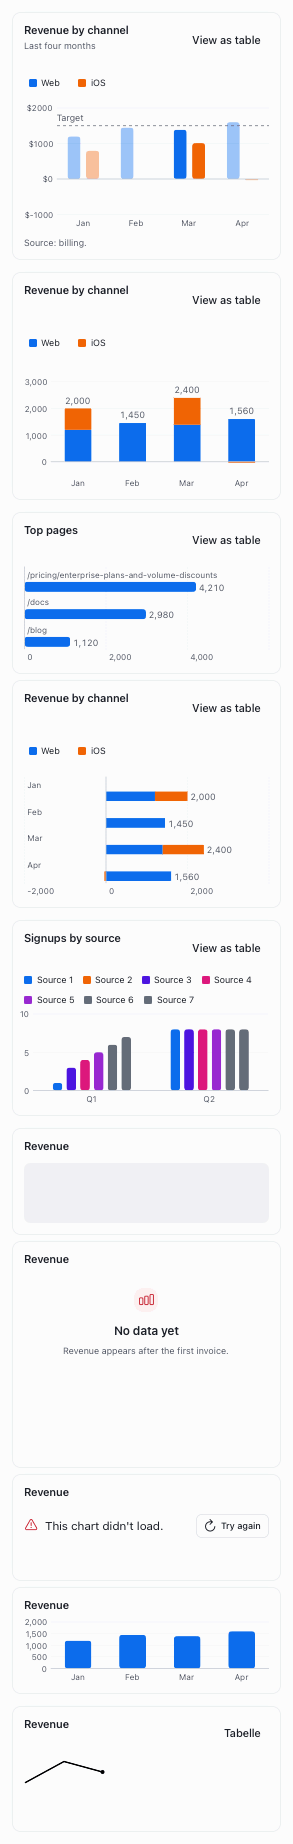 Revenue by channel
View as table
Last four months
Web
iOS
$2000
Target
$1000
$0
$-1000
Jan
Feb
Mar
Apr
Source: billing.
Revenue by channel
View as table
Web
iOS
3,000
2,400
2,000
2,000
1,450
1,560
1,000
0
Jan
Feb
Mar
Apr
Top pages
View as table
/pricing/enterprise-plans-and-volume-discounts
4,210
/docs
2,980
/blog
1,120
0
2,000
4,000
Revenue by channel
View as table
Web
iOS
Jan
2,000
Feb
1,450
Mar
2,400
Apr
1,560
-2,000
0
2,000
Signups by source
View as table
Source 1
Source 2
Source 3
Source 4
Source 5
Source 6
Source 7
10
5
0
Q1
Q2
Revenue
Revenue
No data yet
Revenue appears after the first invoice.
Revenue
This chart didn't load.
Try again
Revenue
2,000
1,500
1,000
500
0
Jan
Feb
Mar
Apr
Revenue
Tabelle